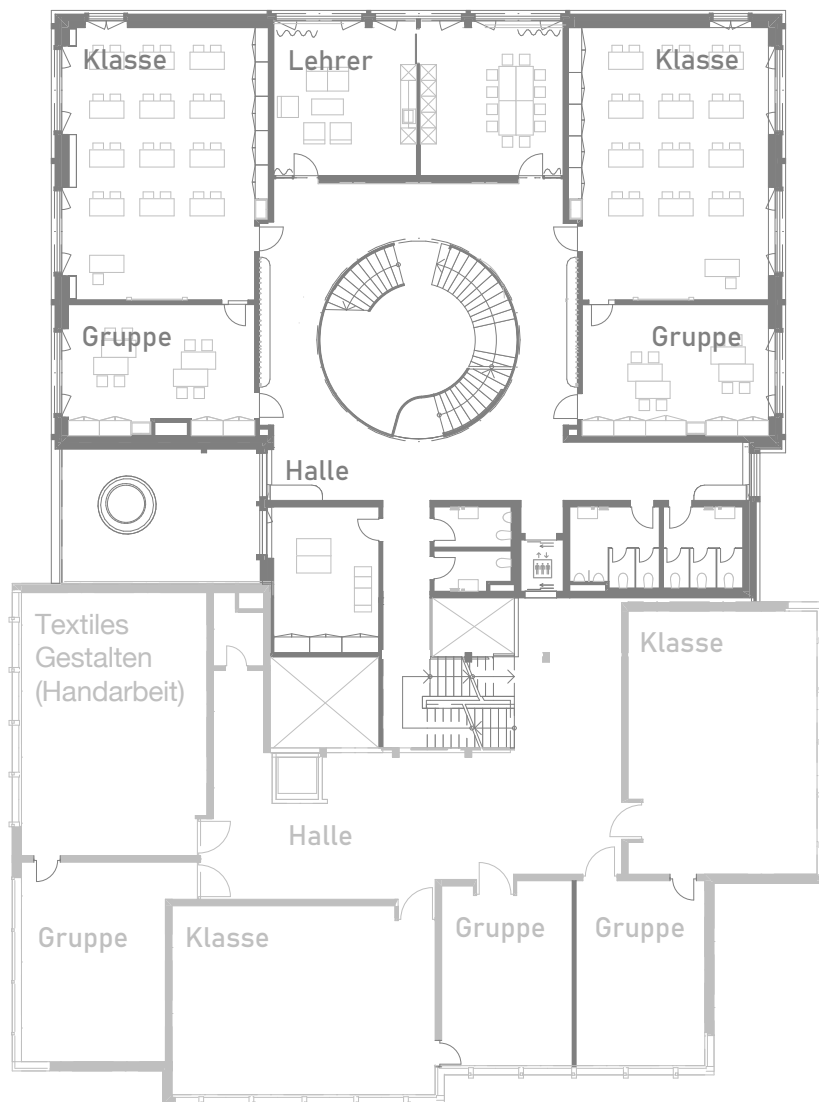 Klasse
Lehrer
Klasse
Gruppe
Gruppe
Halle
Textiles
Gestalten
(Handarbeit)
Klasse
Halle
Gruppe
Klasse
Gruppe
Gruppe